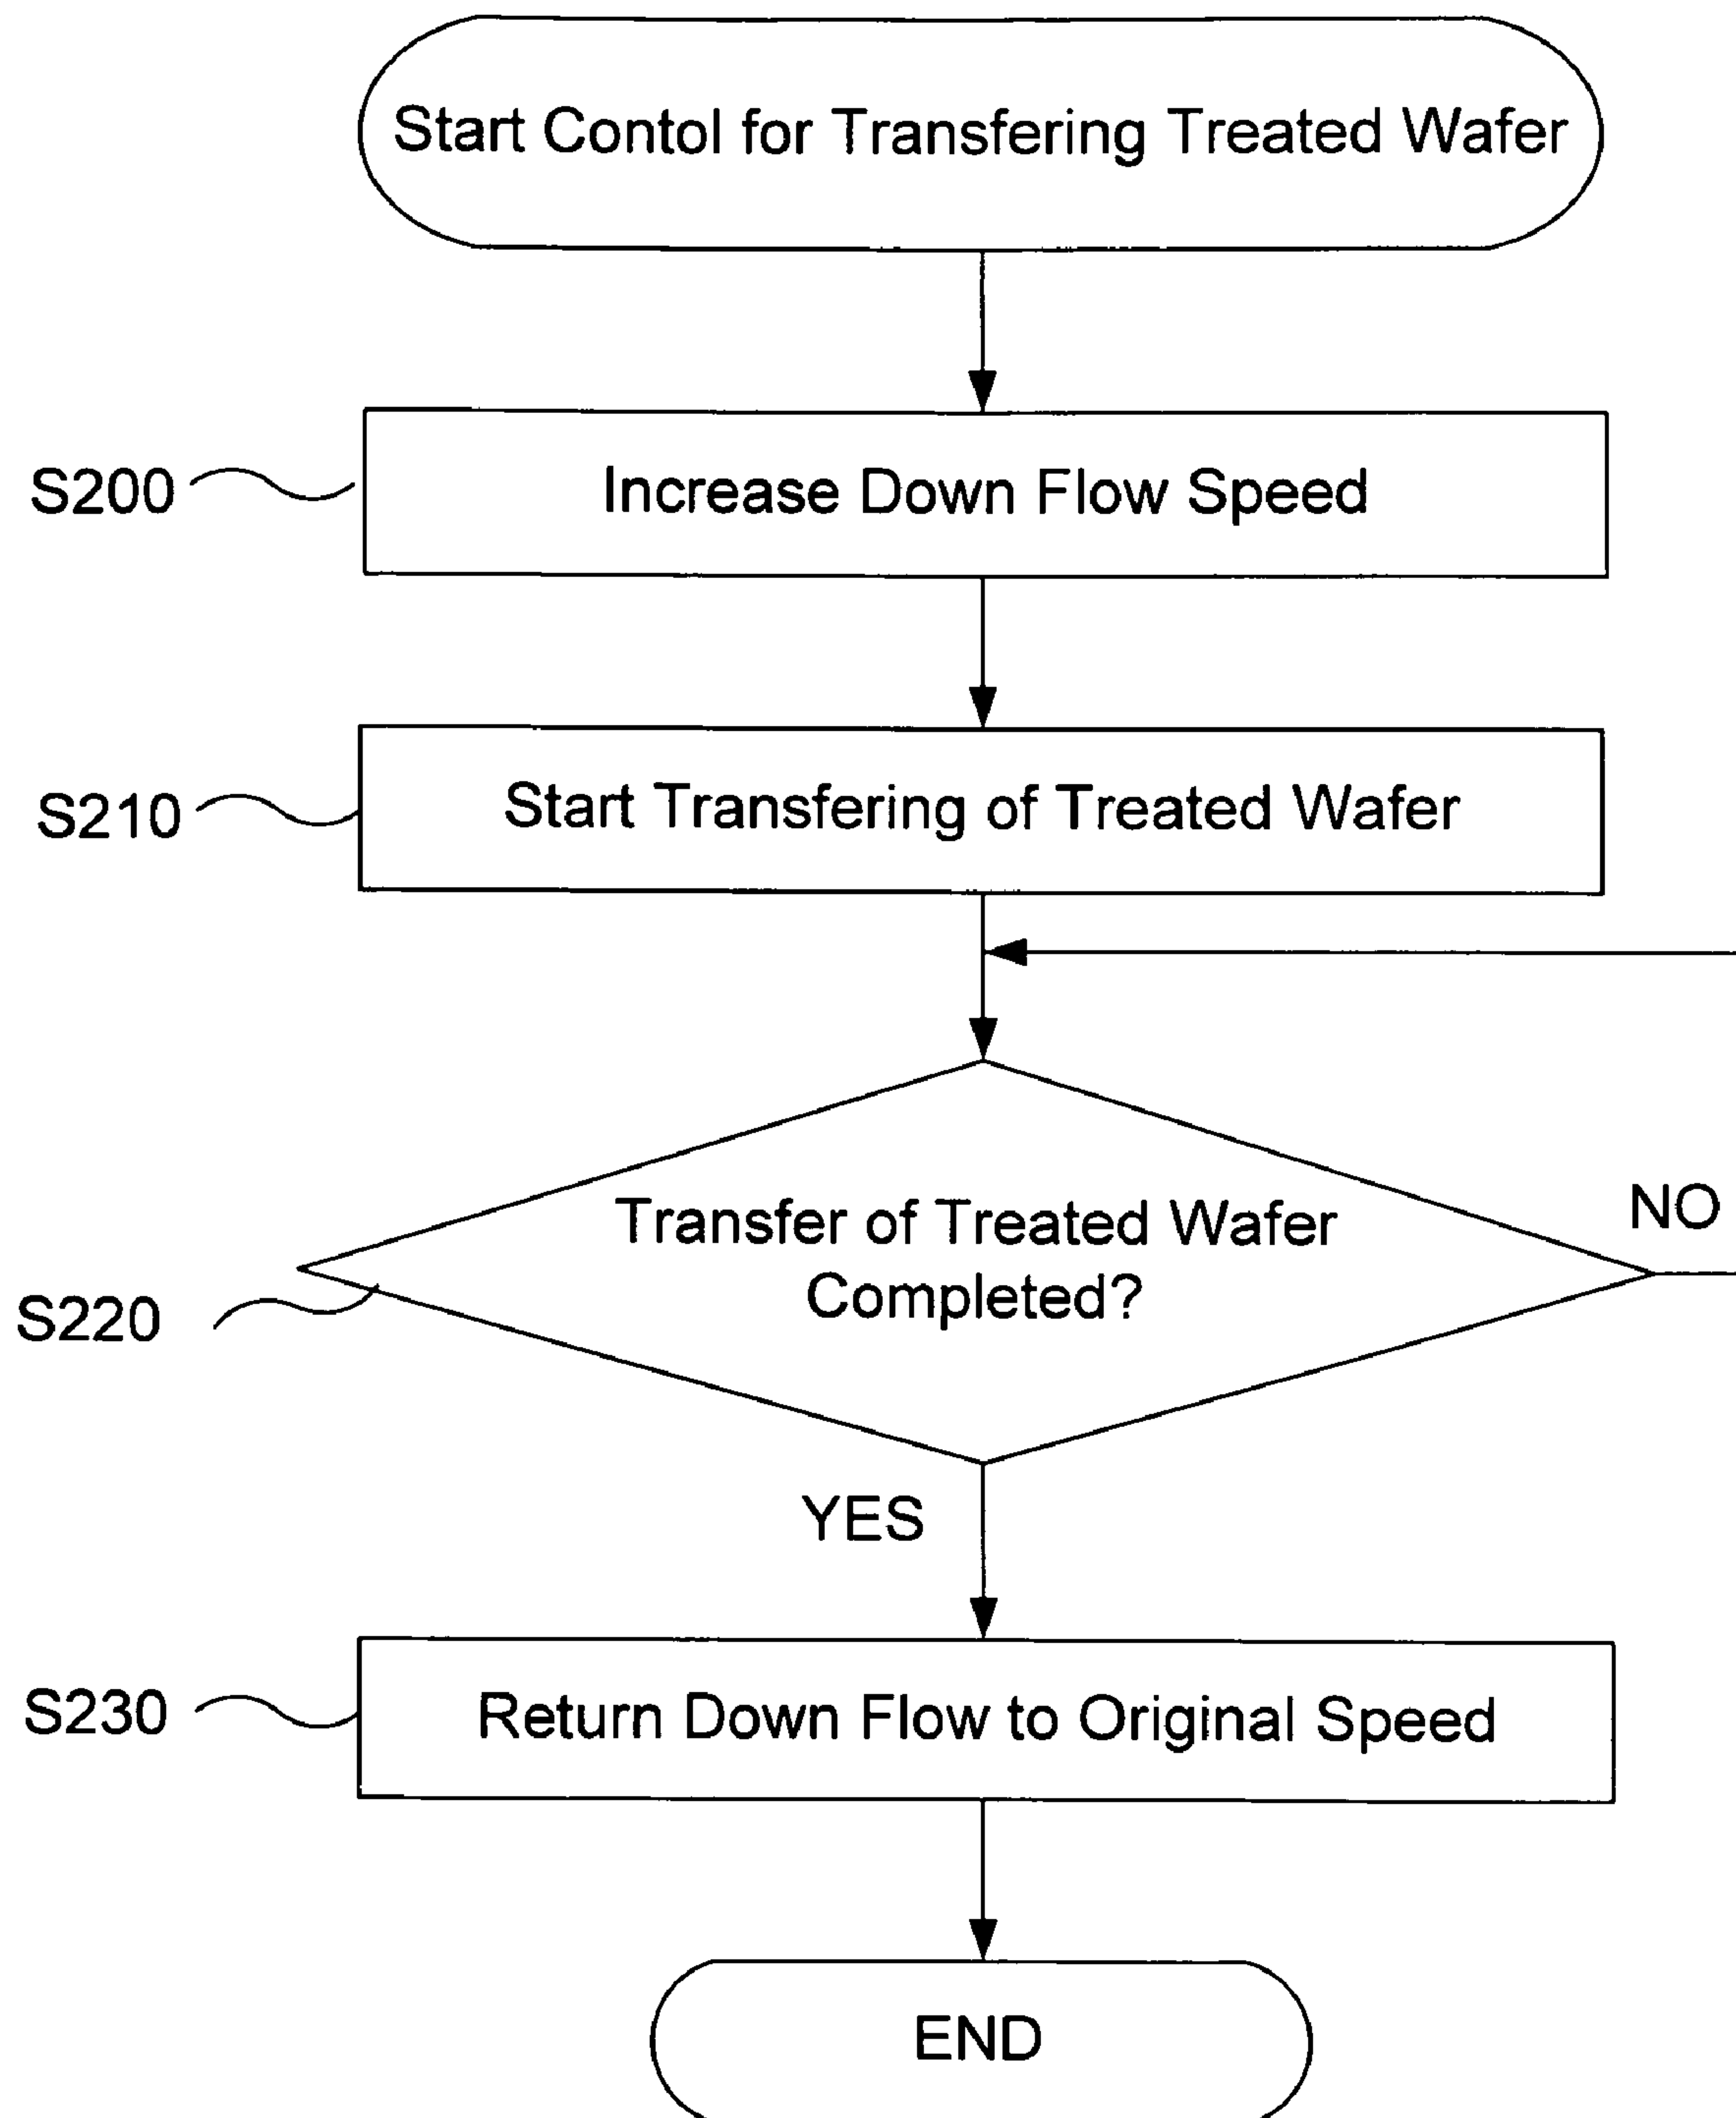 Start Contol for Transfering Treated Wafer
S200
Increase Down Flow Speed
S210
Start Transfering of Treated Wafer
NO
Transfer of Treated Wafer
Completed?
S220
YES
S230
Return Down Flow to Original Speed
END